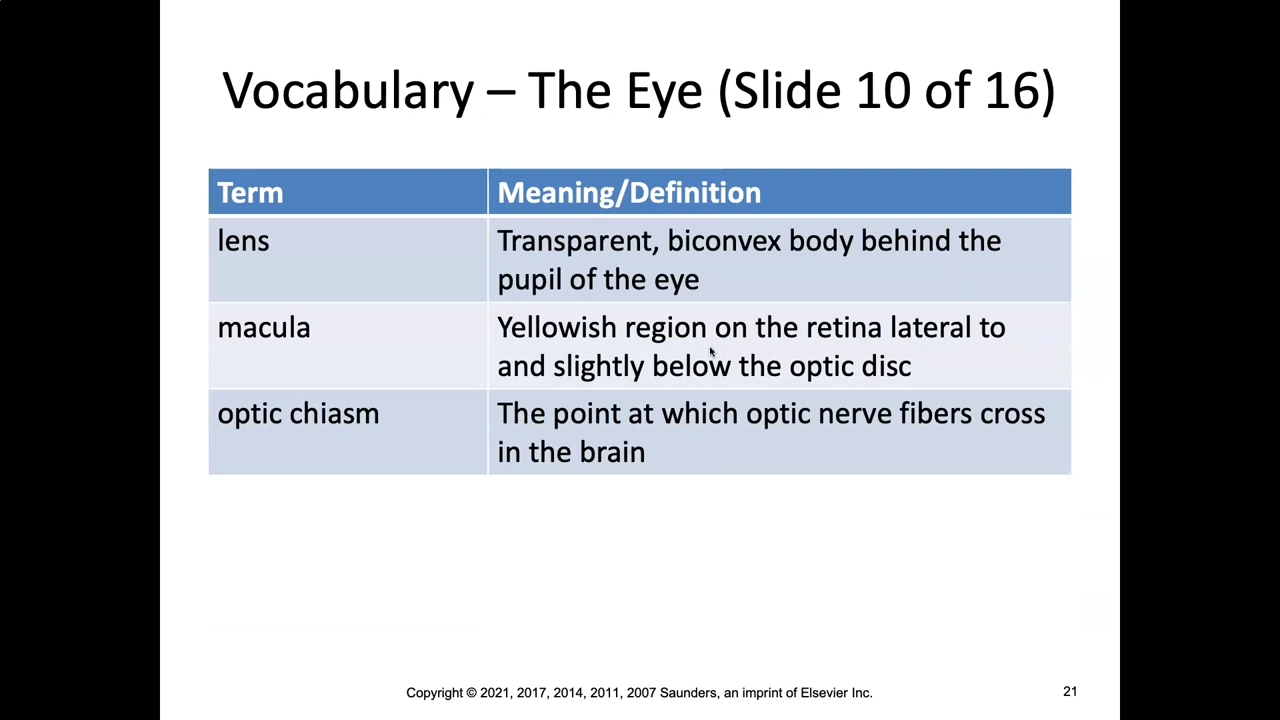 Vocabulary – The Eye (Slide 10 of 16)
Term Meaning/Definition
lens Transparent, biconvex body behind the
pupil of the eye
macula Yellowish region on the retina lateral to
and slightly below the optic disc
optic chiasm The point at which optic nerve fibers cross
in the brain
Copyright © 2021, 2017, 2014, 2011, 2007 Saunders, an imprint of Elsevier Inc. 21